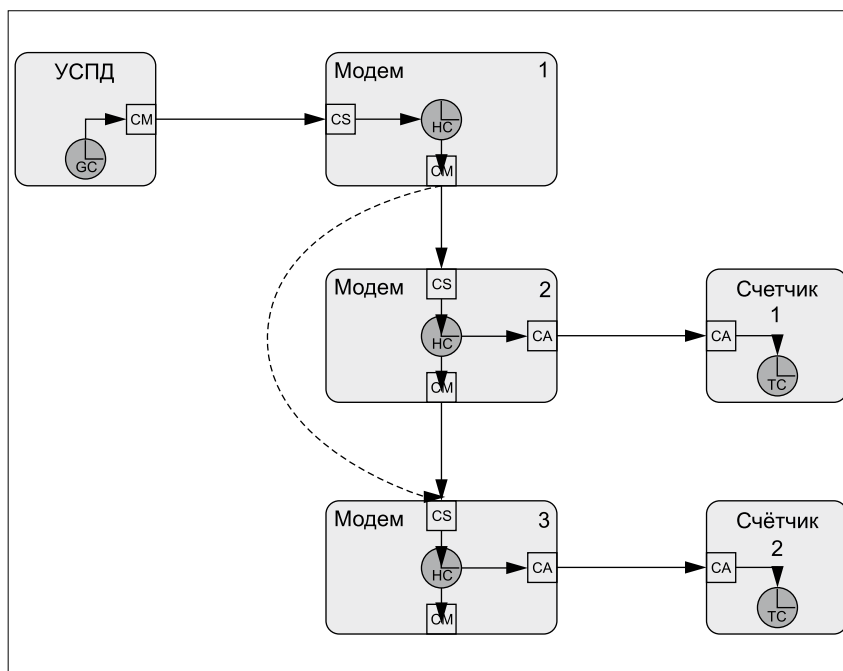 УСПД
CM
GC
Модем 1
CS
HC
CM
Модем 2
CS
HC
CA
CM
Счетчик
1
CA
TC
Модем 3
CS
HC
CA
CM
Счётчик
2
CA
TC